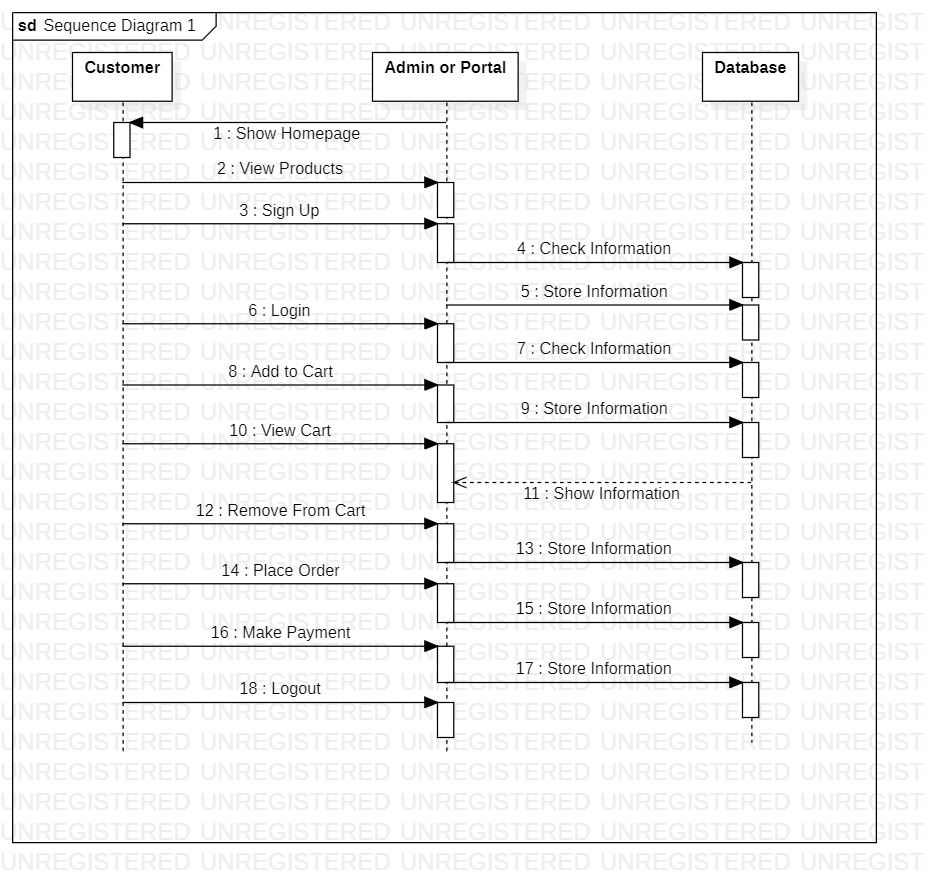 sd Sequence Diagram 1
Customer
Admin or Portal
Database
1 : Show Homepage
2 : View Products
3 : Sign Up
4 : Check Information
5 : Store Information
6 : Login
7 : Check Information
8 : Add to Cart
9 : Store Information
10 : View Cart
11 : Show Information
12 : Remove From Cart
13 : Store Information
14 : Place Order
15 : Store Information
16 : Make Payment
17 : Store Information
18 : Logout
UNREGISTERED